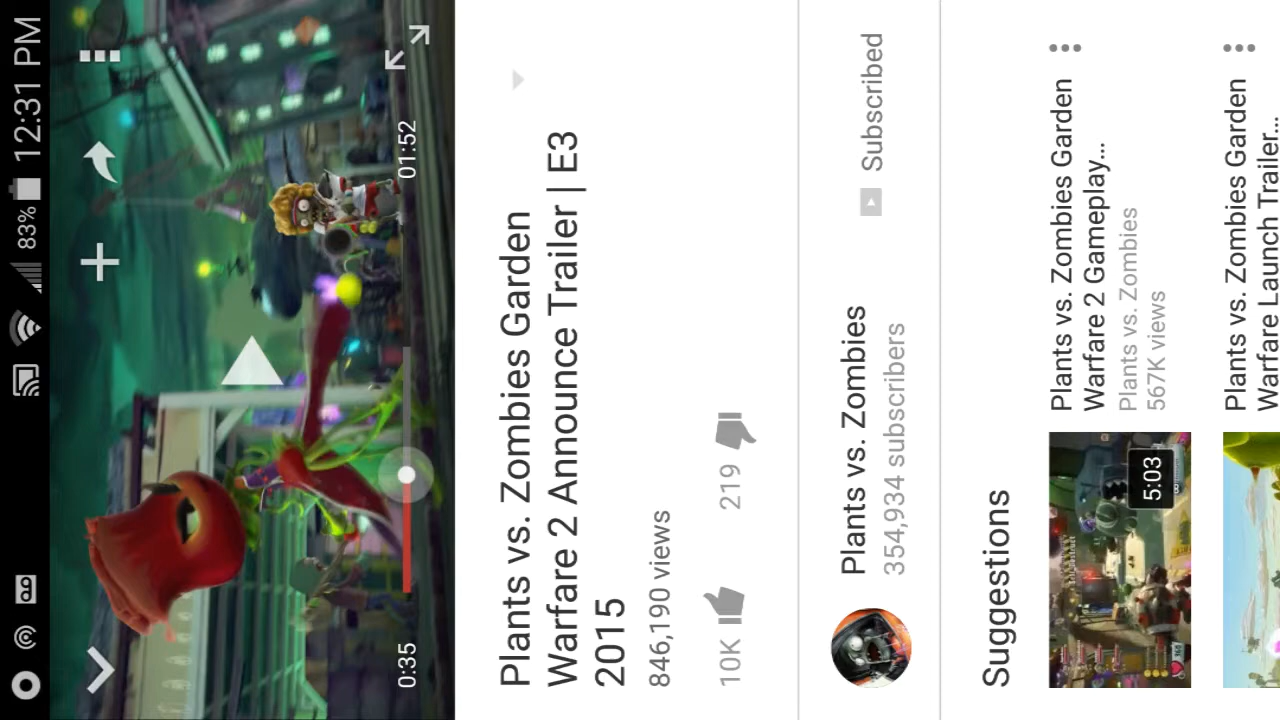 83% 12:31 PM
0:35
01:52
Plants vs. Zombies Garden
Warfare 2 Announce Trailer | E3
2015
846,190 views
10K
219
Plants vs. Zombies
354,934 subscribers
Subscribed
Suggestions
5:03
Plants vs. Zombies Garden
Warfare 2 Gameplay...
Plants vs. Zombies
567K views
Plants vs. Zombies Garden
Warfare Launch Trailer...